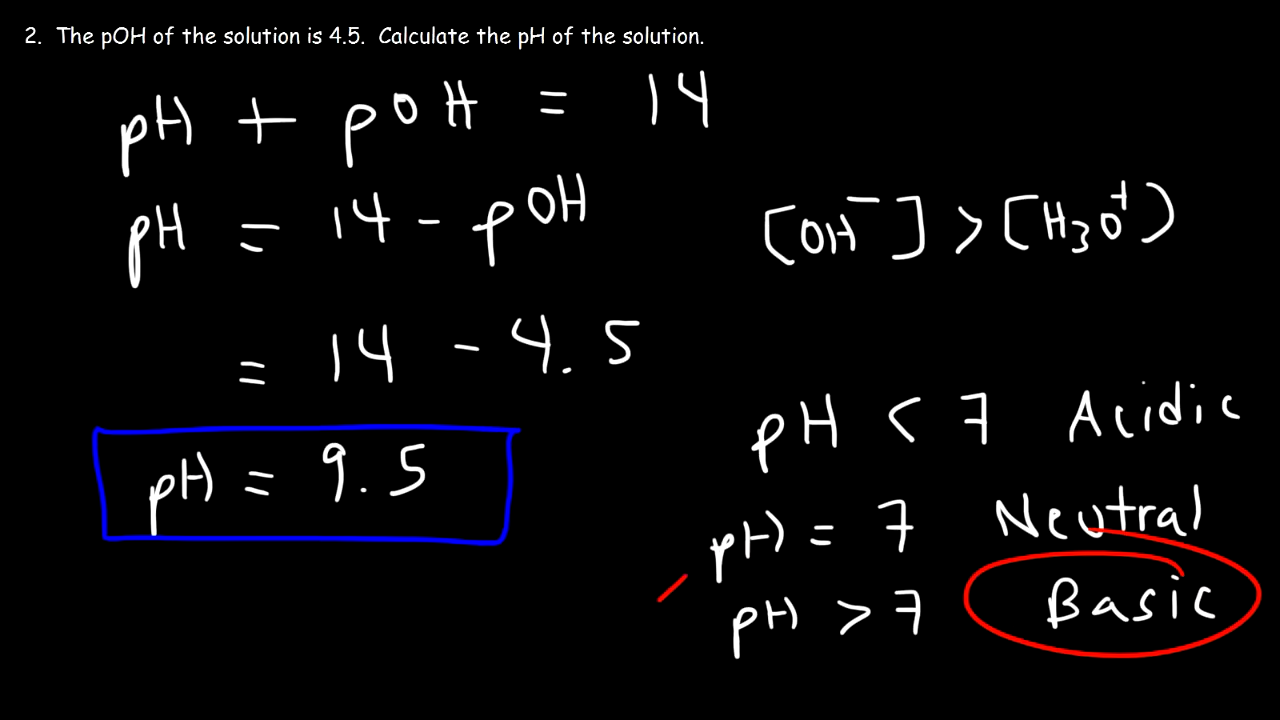 2. The pOH of the solution is 4.5. Calculate the pH of the solution.
pH + pOH = 14
pH = 14 - pOH
[OH⁻] > [H₃O⁺)
= 14 - 4.5
pH = 9.5
pH < 7 Acidic
pH = 7 Neutral
pH > 7 Basic